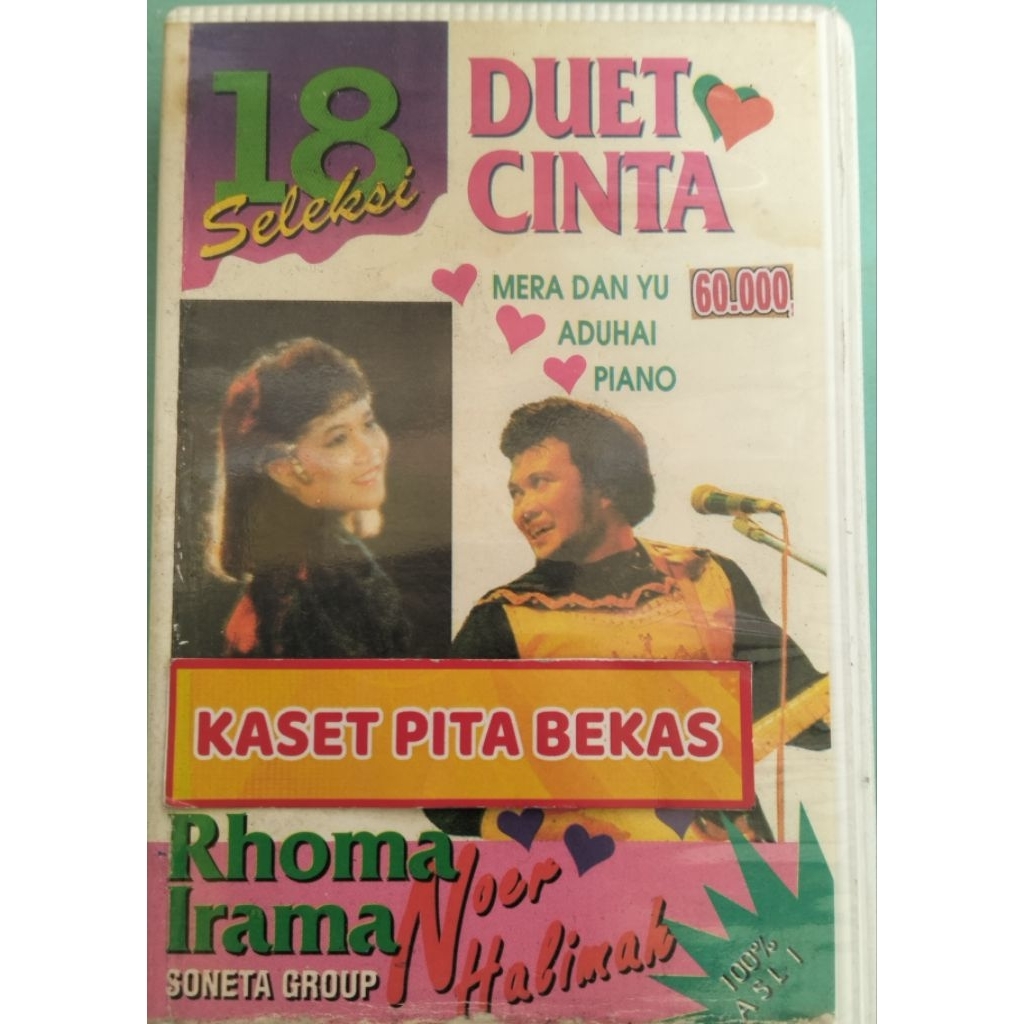 18
Seleksi
DUET
CINTA
MERA DAN YU
60.000
ADUHAI
PIANO
KASET PITA BEKAS
Rhoma
Irama
SONETA GROUP
Noer
Halimah
100%
ASLI